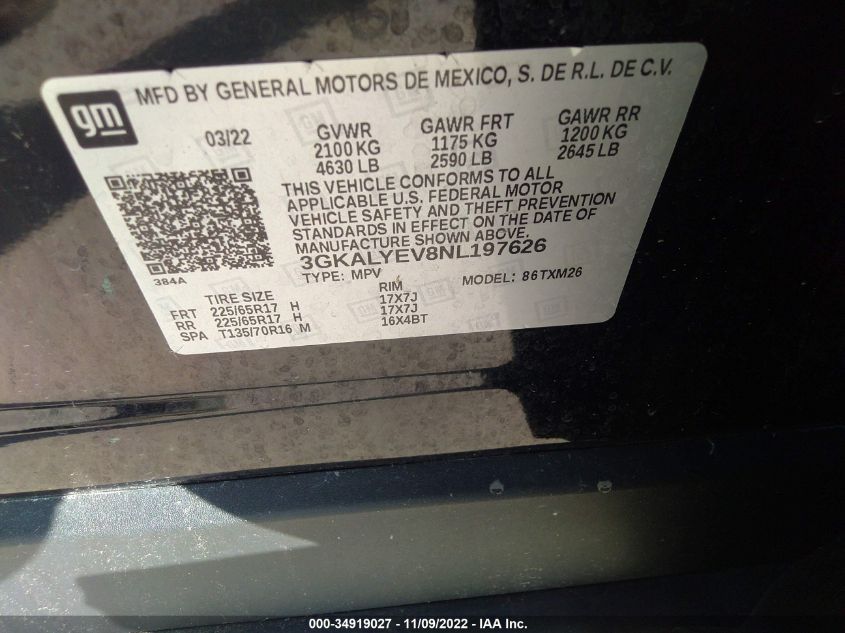 gm
MFD BY GENERAL MOTORS DE MEXICO, S. DE R.L. DE C.V.
03/22
GVWR
2100 KG
4630 LB
GAWR FRT
1175 KG
2590 LB
GAWR RR
1200 KG
2645 LB
THIS VEHICLE CONFORMS TO ALL
APPLICABLE U.S. FEDERAL MOTOR
VEHICLE SAFETY AND THEFT PREVENTION
STANDARDS IN EFFECT ON THE DATE OF
MANUFACTURE SHOWN ABOVE.
3GKALYEV8NL197626
384A
TYPE: MPV
MODEL: 86TXM26
TIRE SIZE RIM
FRT 225/65R17 H 17X7J
RR 225/65R17 H 17X7J
SPA T135/70R16 M 16X4BT
000-34919027 - 11/09/2022 - IAA Inc.